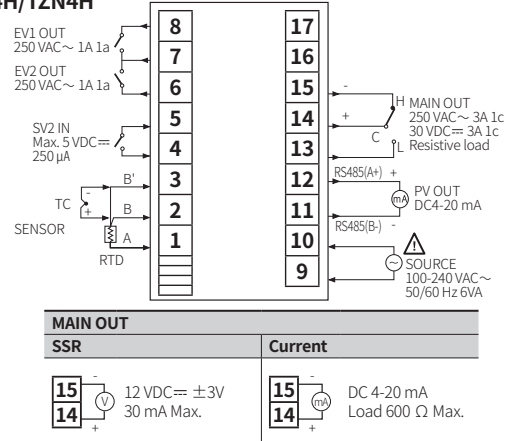 4H/TZN4H
EV1 OUT
250 VAC～ 1A 1a
EV2 OUT
250 VAC～ 1A 1a
SV2 IN
Max. 5 VDC⎓
250 µA
TC
-
+
SENSOR
B'
B
A
RTD
8
7
6
5
4
3
2
1
17
16
15
14
13
12
11
10
9
-
+
H
C
L
MAIN OUT
250 VAC～ 3A 1c
30 VDC⎓ 3A 1c
Resistive load
RS485(A+) +
mA
PV OUT
DC4-20 mA
RS485(B-) -
SOURCE
100-240 VAC～
50/60 Hz 6VA
MAIN OUT
SSR
Current
15
14
-
V
+
12 VDC⎓ ±3V
30 mA Max.
15
14
-
mA
+
DC 4-20 mA
Load 600 Ω Max.